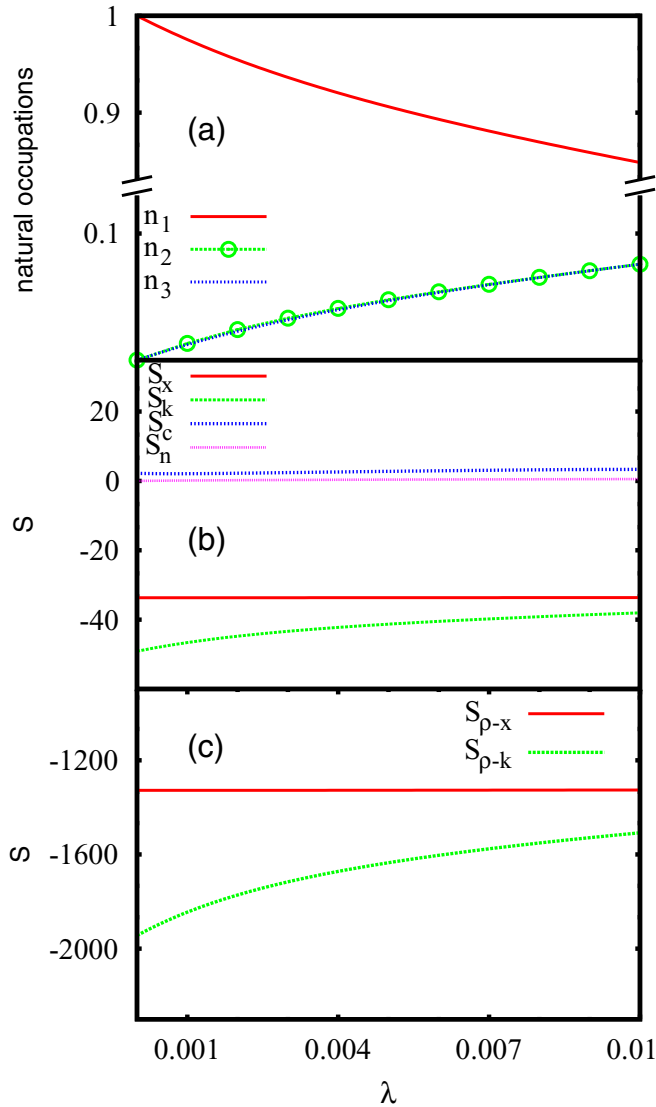 1
0.9
(a)
natural occupations
n1
0.1
n2
n3
Sx
20
Sk
Sc
Sn
0
S
(b)
-20
-40
Sρ-x
(c)
Sρ-k
-1200
S
-1600
-2000
0.001 0.004 0.007 0.01
λ